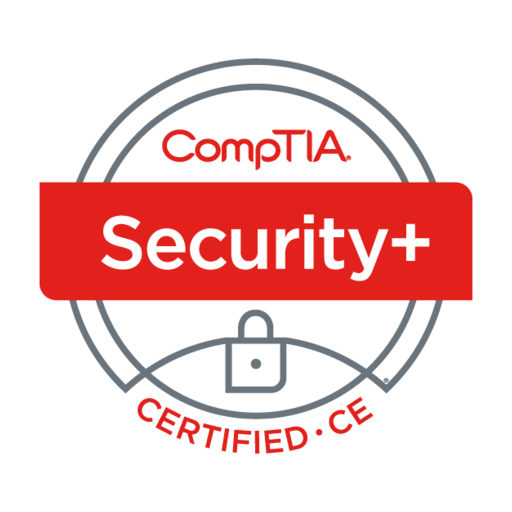 CompTIA®
Security+
®
CERTIFIED · CE